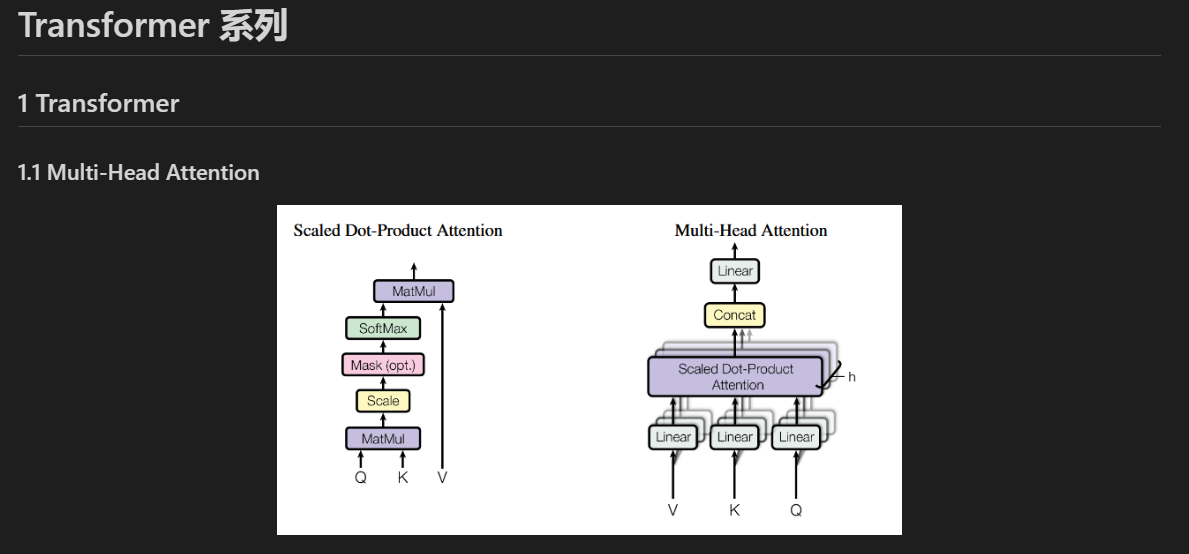 Transformer 系列
1 Transformer
1.1 Multi-Head Attention
Scaled Dot-Product Attention
MatMul
SoftMax
Mask (opt.)
Scale
MatMul
Q K V
Multi-Head Attention
Linear
Concat
Scaled Dot-Product
Attention
h
Linear Linear Linear
V K Q